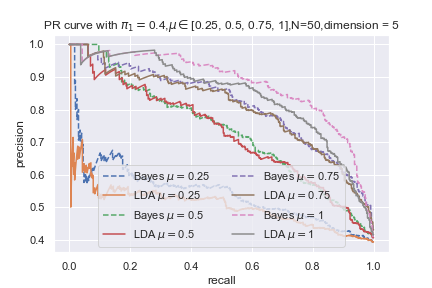 PR curve with π₁ = 0.4,μ ∈ [0.25, 0.5, 0.75, 1],N=50,dimension = 5
precision
1.0
0.9
0.8
0.7
0.6
0.5
0.4
Bayes μ = 0.25
LDA μ = 0.25
Bayes μ = 0.5
LDA μ = 0.5
Bayes μ = 0.75
LDA μ = 0.75
Bayes μ = 1
LDA μ = 1
0.0 0.2 0.4 0.6 0.8 1.0
recall